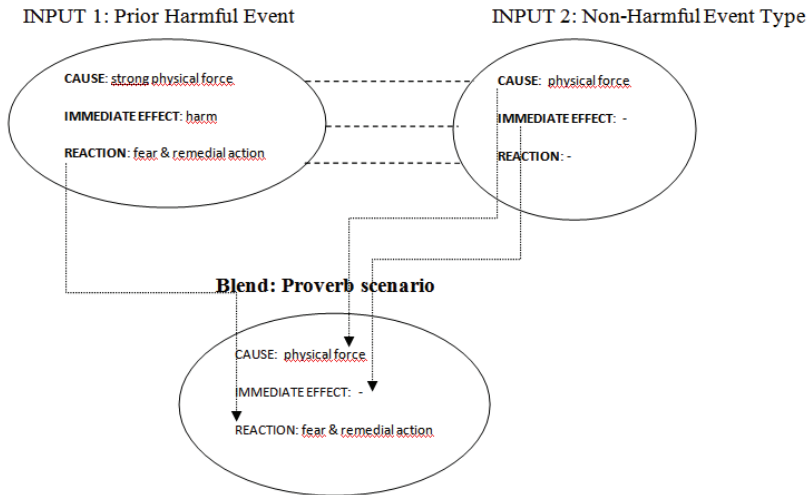 INPUT 1: Prior Harmful Event
CAUSE: strong physical force
IMMEDIATE EFFECT: harm
REACTION: fear & remedial action
INPUT 2: Non-Harmful Event Type
CAUSE: physical force
IMMEDIATE EFFECT: -
REACTION: -
Blend: Proverb scenario
CAUSE: physical force
IMMEDIATE EFFECT: -
REACTION: fear & remedial action